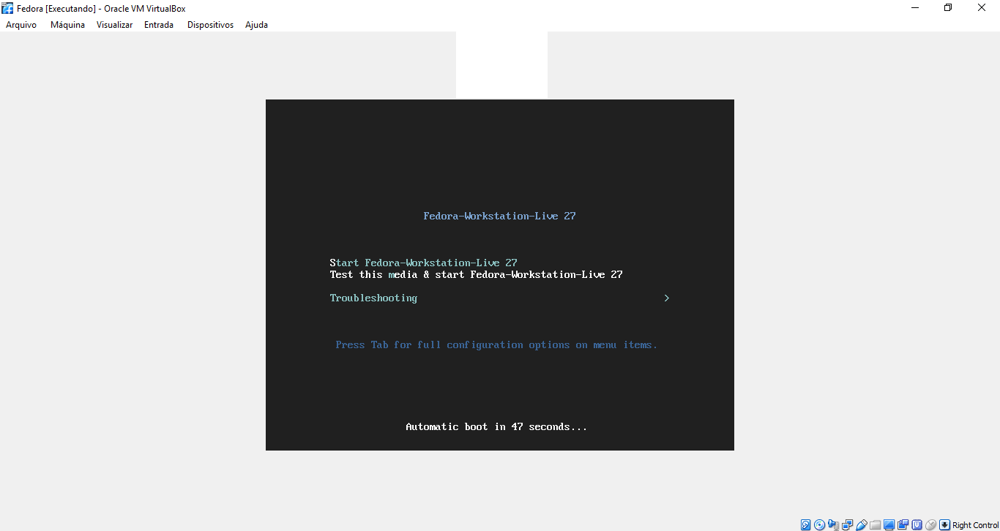 Fedora [Executando] - Oracle VM VirtualBox
Arquivo Máquina Visualizar Entrada Dispositivos Ajuda
Fedora-Workstation-Live 27
Start Fedora-Workstation-Live 27
Test this media & start Fedora-Workstation-Live 27
Troubleshooting >
Press Tab for full configuration options on menu items.
Automatic boot in 47 seconds...
Right Control